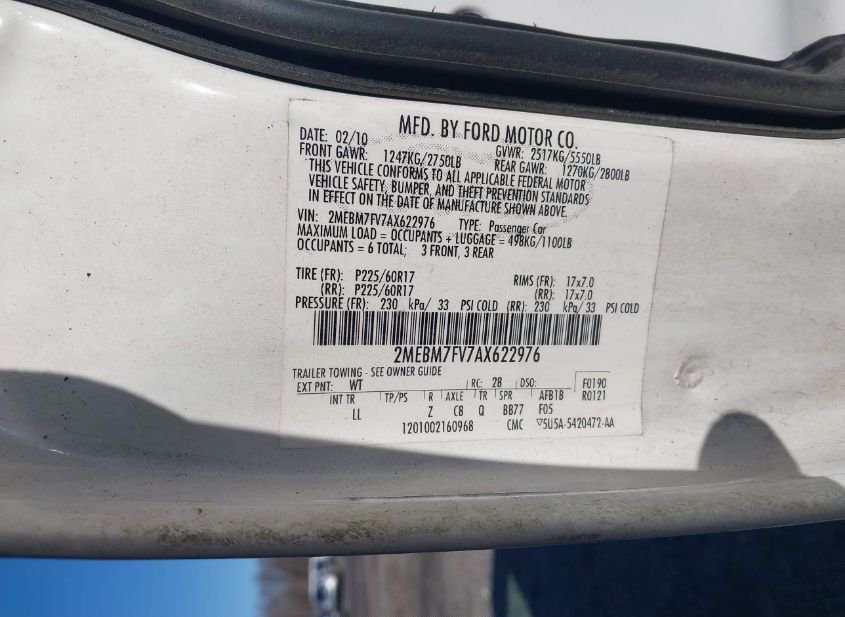 MFD. BY FORD MOTOR CO.
DATE: 02/10 GVWR: 2517KG/5550LB
FRONT GAWR: 1247KG/2750LB REAR GAWR: 1270KG/2800LB
THIS VEHICLE CONFORMS TO ALL APPLICABLE FEDERAL MOTOR
VEHICLE SAFETY, BUMPER, AND THEFT PREVENTION STANDARDS
IN EFFECT ON THE DATE OF MANUFACTURE SHOWN ABOVE.
VIN: 2MEBM7FV7AX622976 TYPE: Passenger Car
MAXIMUM LOAD = OCCUPANTS + LUGGAGE = 498KG/1100LB
OCCUPANTS = 6 TOTAL; 3 FRONT, 3 REAR
TIRE (FR): P225/60R17 RIMS (FR): 17x7.0
(RR): P225/60R17 (RR): 17x7.0
PRESSURE (FR): 230 kPa/ 33 PSI COLD (RR): 230 kPa/ 33 PSI COLD
2MEBM7FV7AX622976
TRAILER TOWING - SEE OWNER GUIDE
EXT PNT: WT RC: 28 DSO: F0190
INT TR TP/PS R AXLE TR SPR AFB1B R0121
LL Z C8 Q BB77 F05
1201002160968 CMC ▽5U5A-5420472-AA